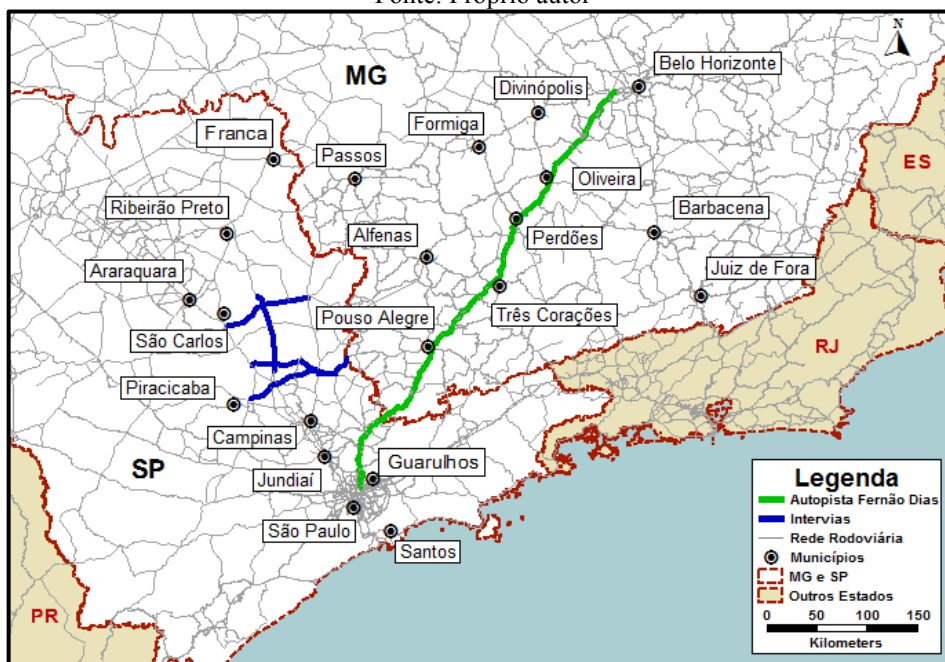 Fonte: Próprio autor
N
MG
Belo Horizonte
Divinópolis
Formiga
Franca
Passos
ES
Oliveira
Ribeirão Preto
Barbacena
Perdões
Alfenas
Araraquara
Juiz de Fora
Três Corações
Pouso Alegre
São Carlos
RJ
Piracicaba
Campinas
SP
Guarulhos
Jundiaí
São Paulo
Santos
PR
Legenda
Autopista Fernão Dias
Intervias
Rede Rodoviária
Municípios
MG e SP
Outros Estados
0 50 100 150
Kilometers